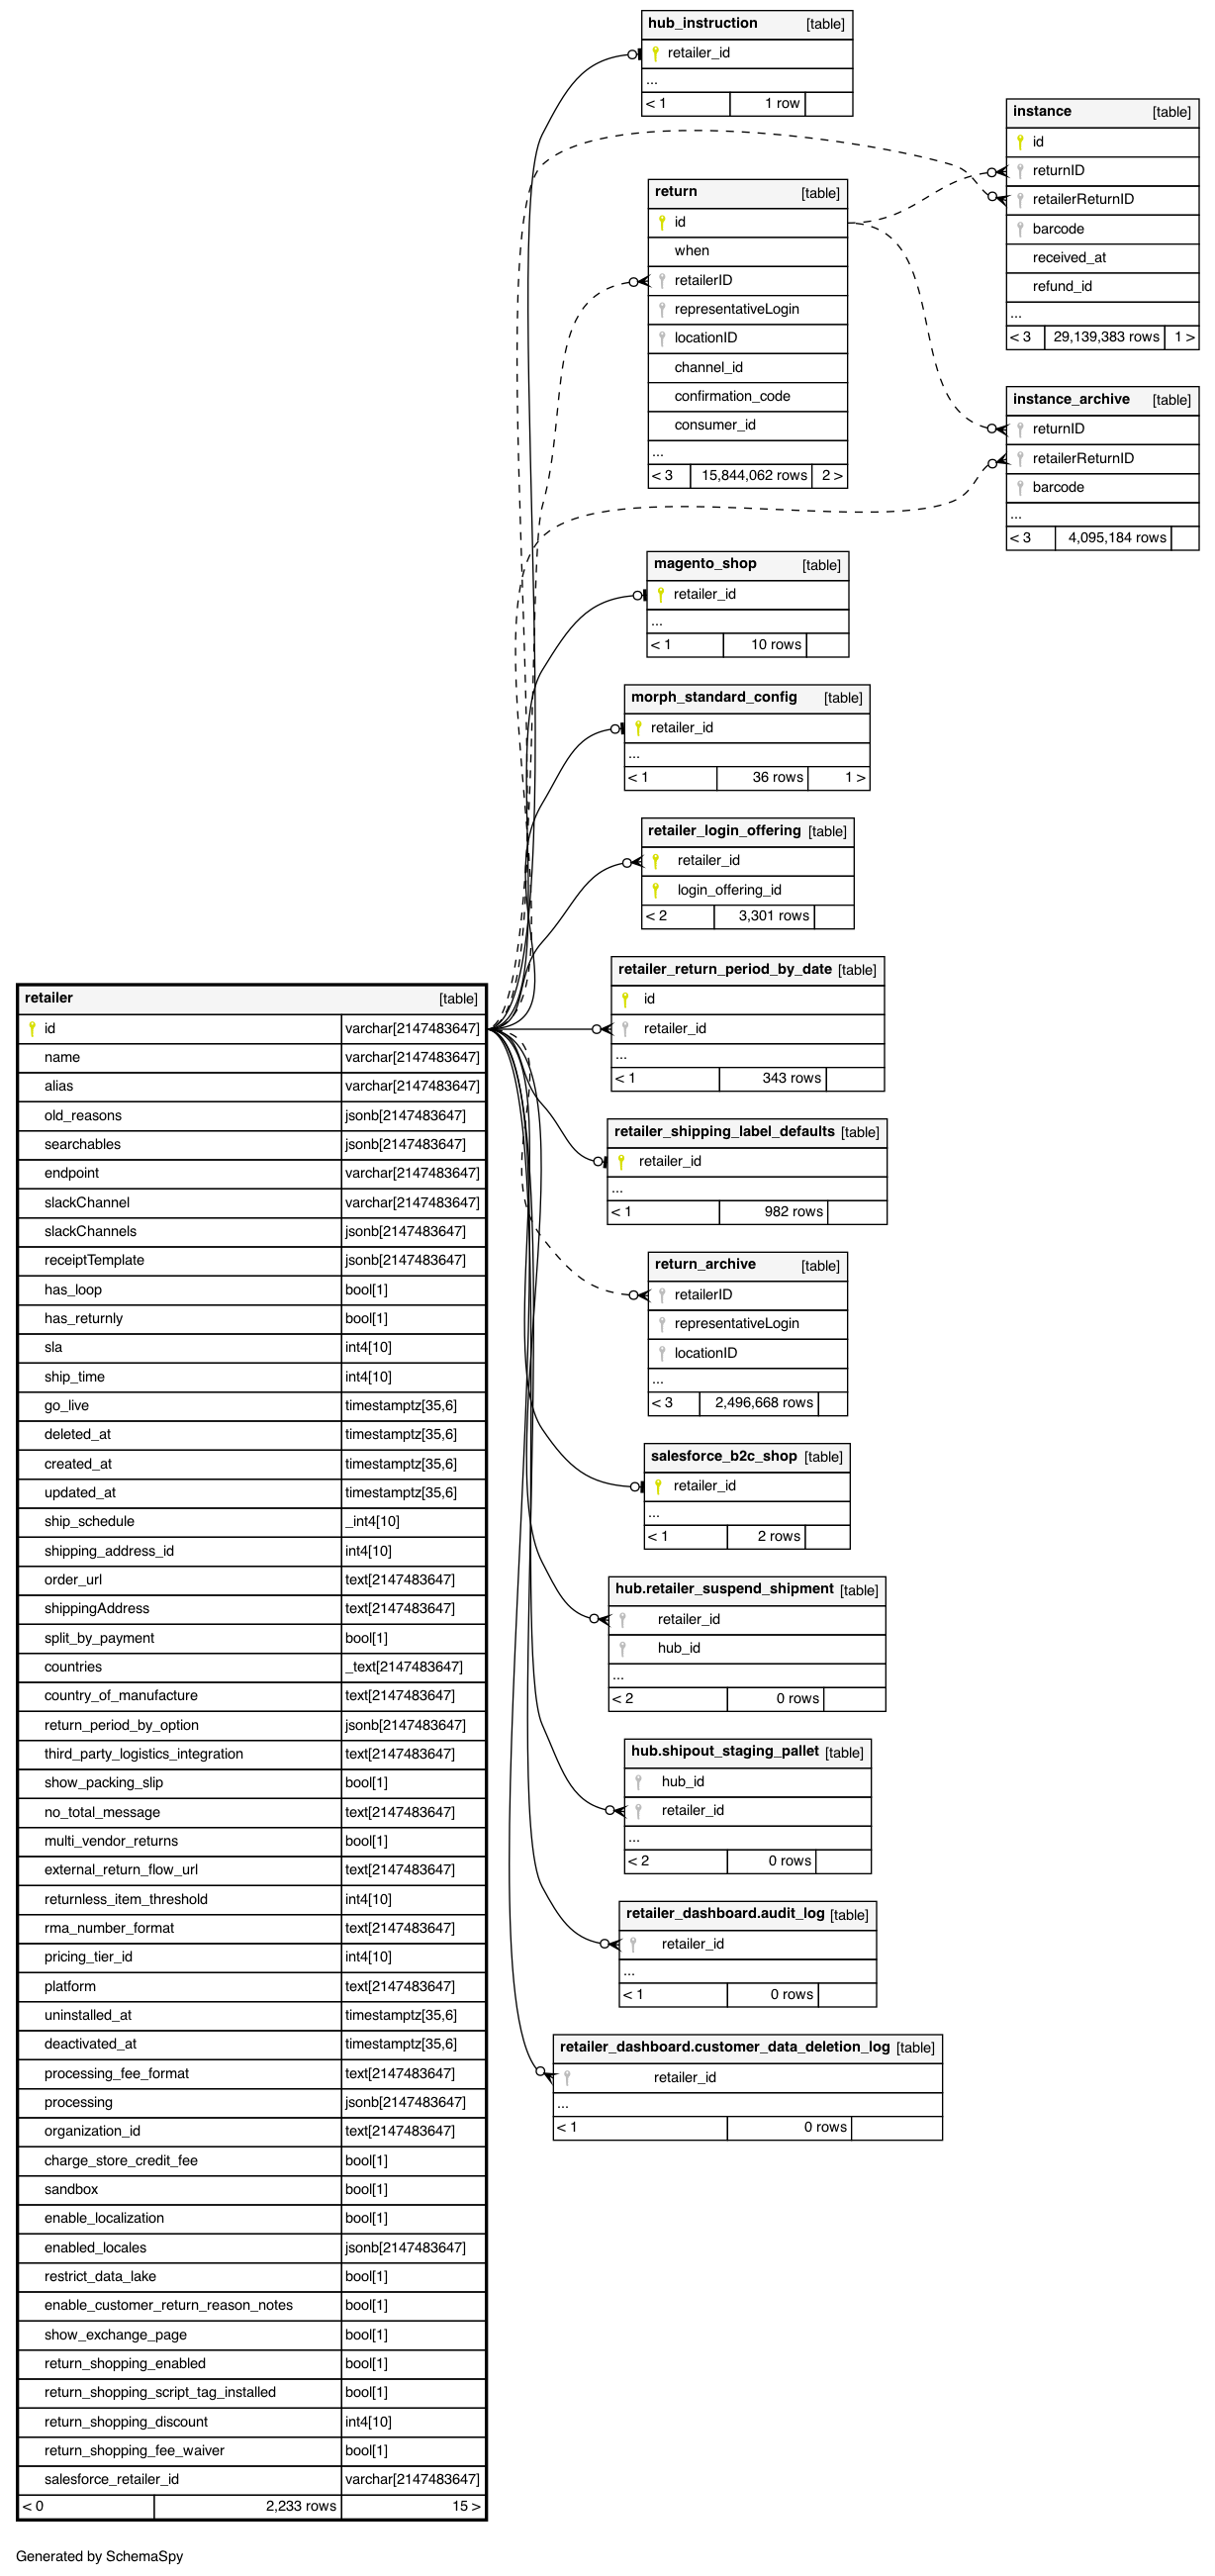 hub_instruction [table]
retailer_id
...
< 1 1 row
instance [table]
id
returnID
retailerReturnID
barcode
received_at
refund_id
...
< 3 29,139,383 rows 1 >
return [table]
id
when
retailerID
representativeLogin
locationID
channel_id
confirmation_code
consumer_id
...
< 3 15,844,062 rows 2 >
instance_archive [table]
returnID
retailerReturnID
barcode
...
< 3 4,095,184 rows
magento_shop [table]
retailer_id
...
< 1 10 rows
morph_standard_config [table]
retailer_id
...
< 1 36 rows 1 >
retailer_login_offering [table]
retailer_id
login_offering_id
< 2 3,301 rows
retailer_return_period_by_date [table]
id
retailer_id
...
< 1 343 rows
retailer_shipping_label_defaults [table]
retailer_id
...
< 1 982 rows
return_archive [table]
retailerID
representativeLogin
locationID
...
< 3 2,496,668 rows
salesforce_b2c_shop [table]
retailer_id
...
< 1 2 rows
hub.retailer_suspend_shipment [table]
retailer_id
hub_id
...
< 2 0 rows
hub.shipout_staging_pallet [table]
hub_id
retailer_id
...
< 2 0 rows
retailer_dashboard.audit_log [table]
retailer_id
...
< 1 0 rows
retailer_dashboard.customer_data_deletion_log [table]
retailer_id
...
< 1 0 rows
retailer [table]
id varchar[2147483647]
name varchar[2147483647]
alias varchar[2147483647]
old_reasons jsonb[2147483647]
searchables jsonb[2147483647]
endpoint varchar[2147483647]
slackChannel varchar[2147483647]
slackChannels jsonb[2147483647]
receiptTemplate jsonb[2147483647]
has_loop bool[1]
has_returnly bool[1]
sla int4[10]
ship_time int4[10]
go_live timestamptz[35,6]
deleted_at timestamptz[35,6]
created_at timestamptz[35,6]
updated_at timestamptz[35,6]
ship_schedule _int4[10]
shipping_address_id int4[10]
order_url text[2147483647]
shippingAddress text[2147483647]
split_by_payment bool[1]
countries _text[2147483647]
country_of_manufacture text[2147483647]
return_period_by_option jsonb[2147483647]
third_party_logistics_integration text[2147483647]
show_packing_slip bool[1]
no_total_message text[2147483647]
multi_vendor_returns bool[1]
external_return_flow_url text[2147483647]
returnless_item_threshold int4[10]
rma_number_format text[2147483647]
pricing_tier_id int4[10]
platform text[2147483647]
uninstalled_at timestamptz[35,6]
deactivated_at timestamptz[35,6]
processing_fee_format text[2147483647]
processing jsonb[2147483647]
organization_id text[2147483647]
charge_store_credit_fee bool[1]
sandbox bool[1]
enable_localization bool[1]
enabled_locales jsonb[2147483647]
restrict_data_lake bool[1]
enable_customer_return_reason_notes bool[1]
show_exchange_page bool[1]
return_shopping_enabled bool[1]
return_shopping_script_tag_installed bool[1]
return_shopping_discount int4[10]
return_shopping_fee_waiver bool[1]
salesforce_retailer_id varchar[2147483647]
< 0 2,233 rows 15 >
Generated by SchemaSpy